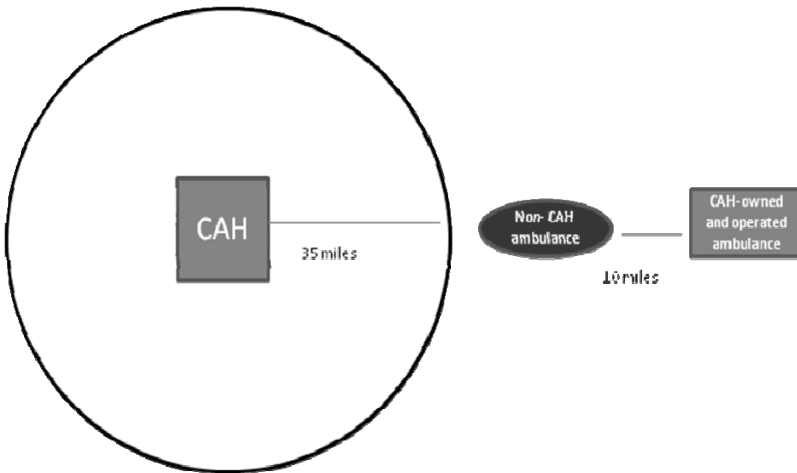 CAH
35 miles
Non- CAH
ambulance
10 miles
CAH-owned
and operated
ambulance